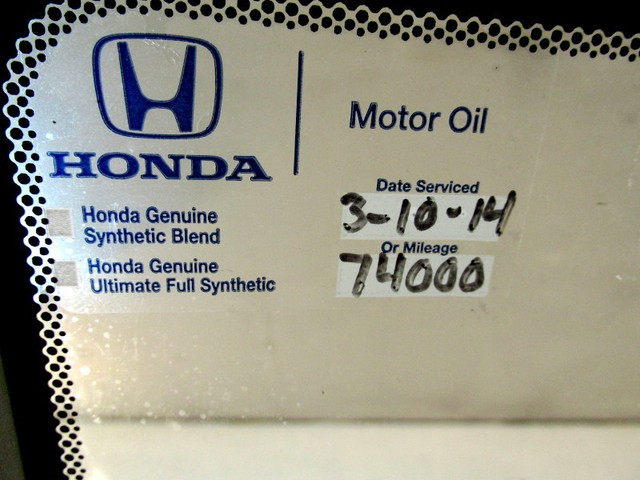 HONDA
Motor Oil
Date Serviced
3-10-14
Or Mileage
74000
Honda Genuine
Synthetic Blend
Honda Genuine
Ultimate Full Synthetic